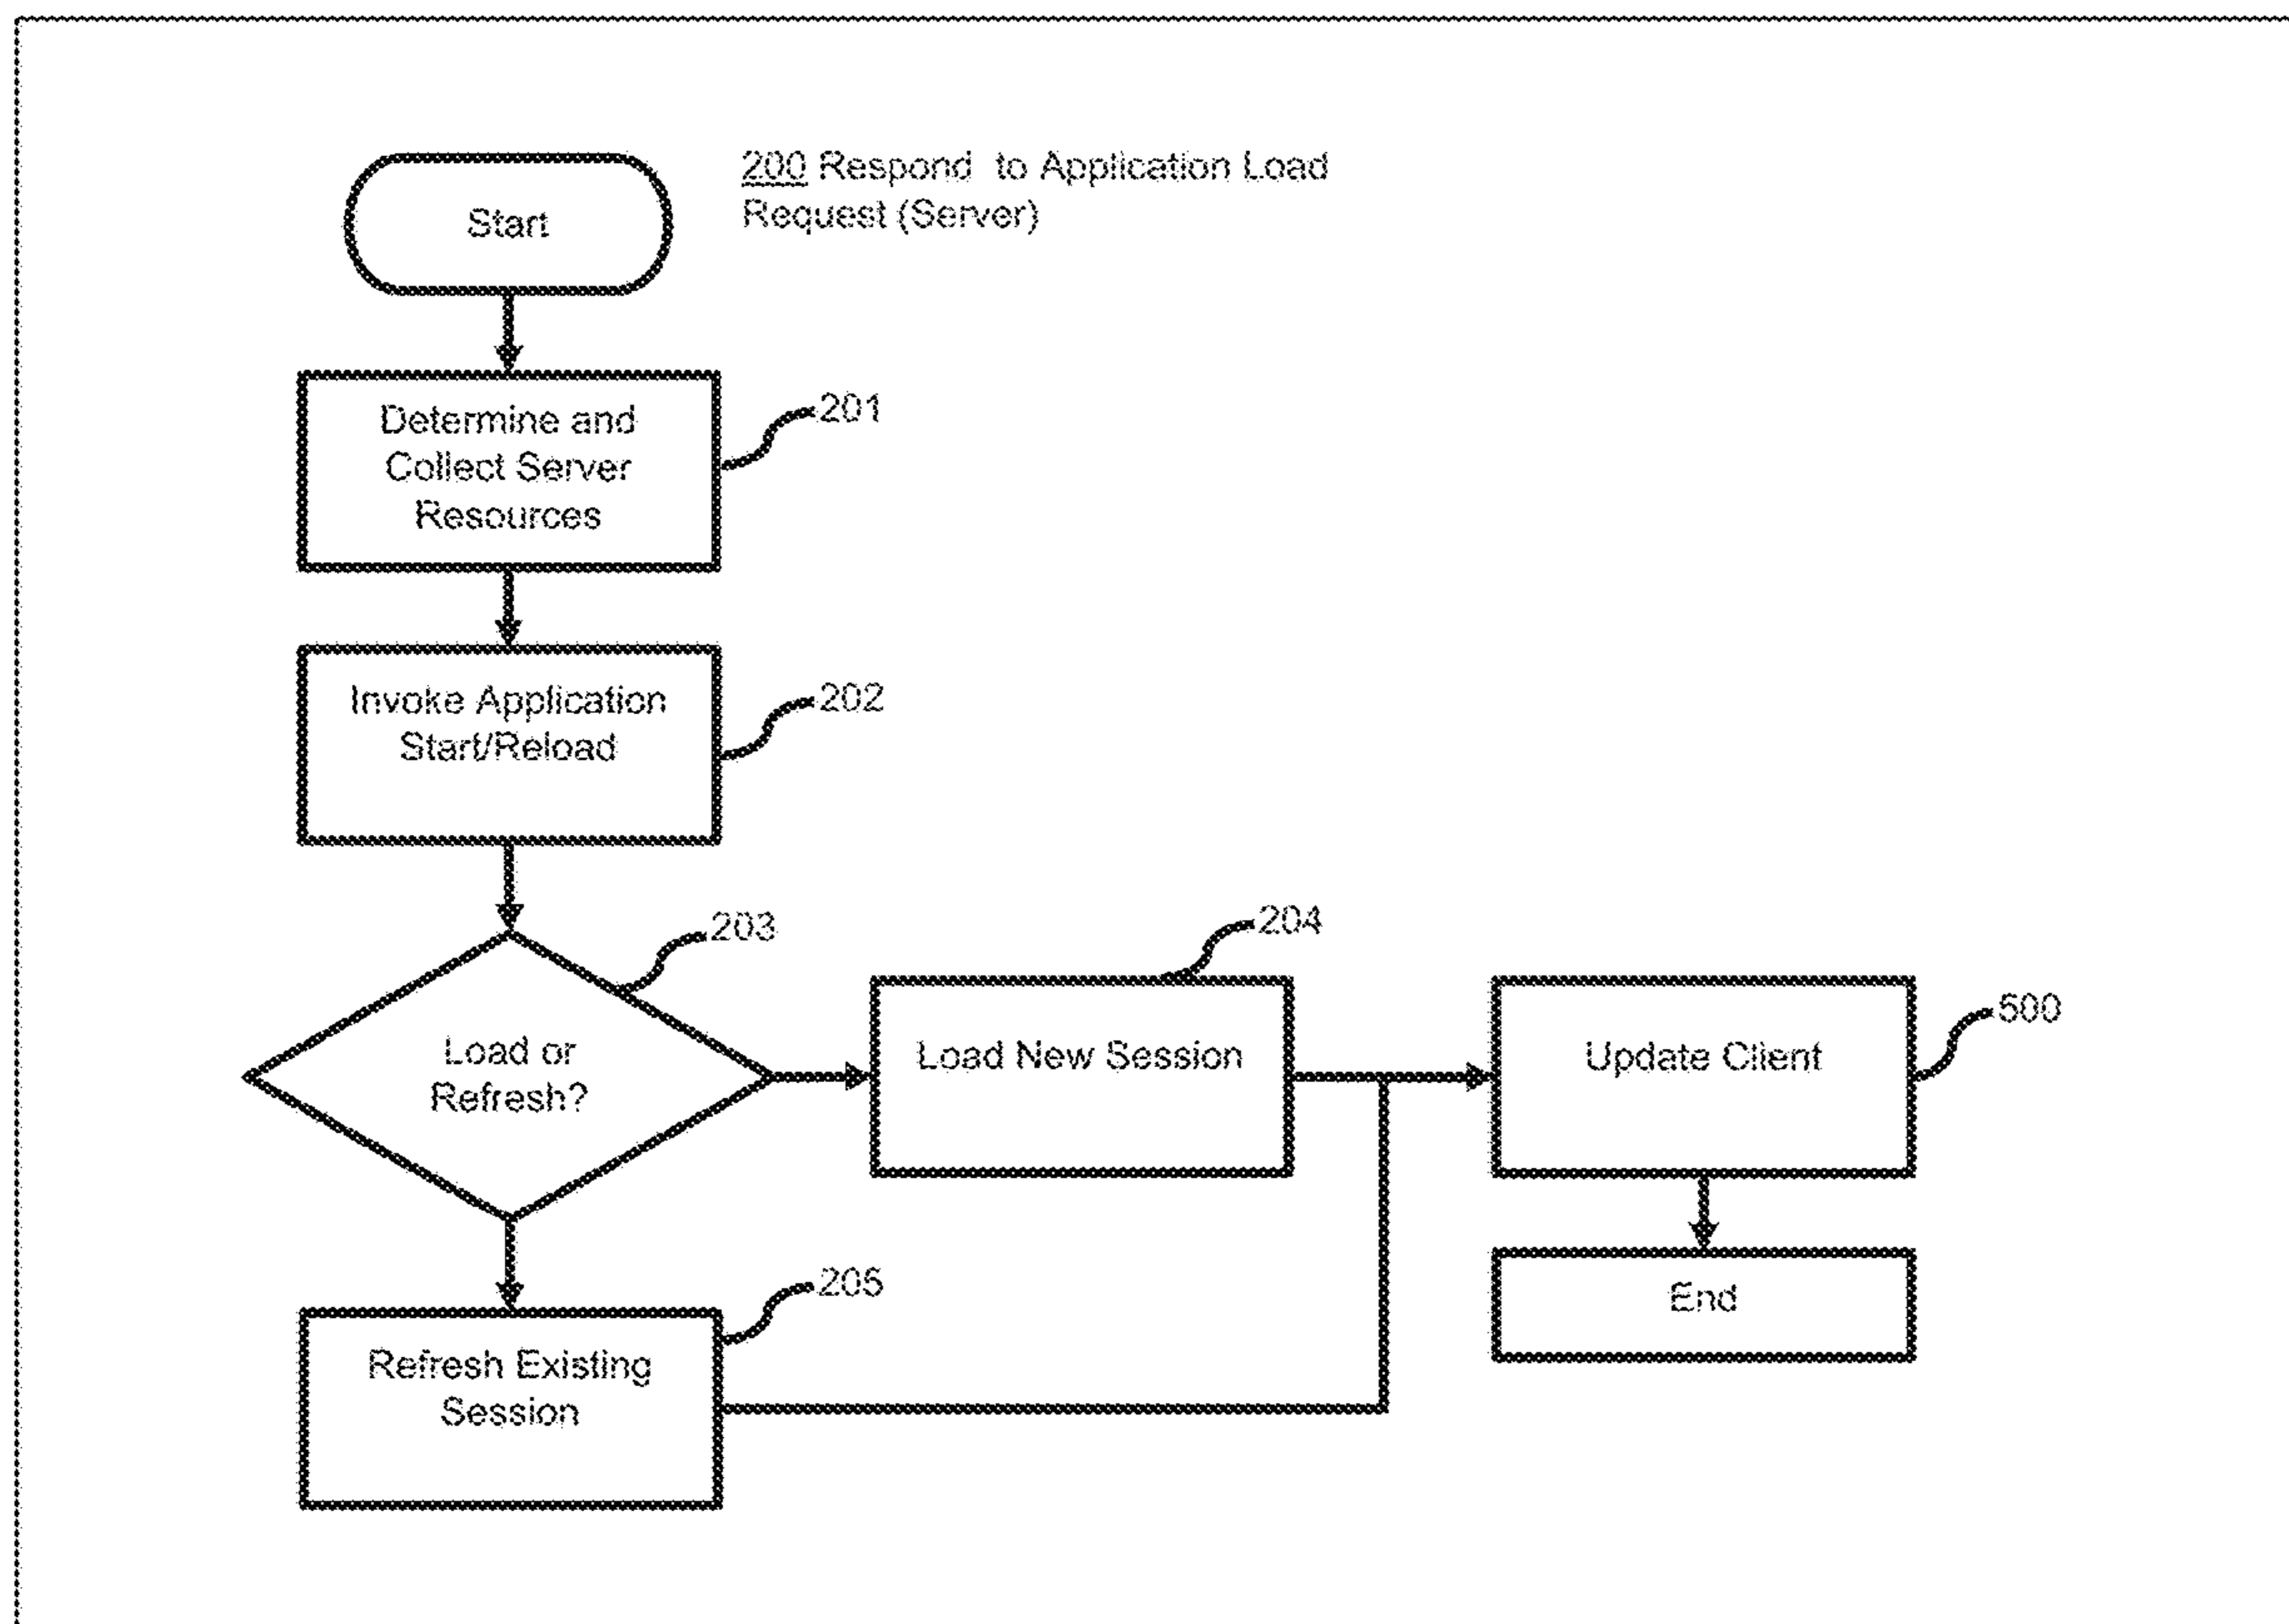 200 Respond to Application Load
Request (Server)
Start
Determine and
Collect Server
Resources
201
Invoke Application
Start/Reload
202
203
Load or
Refresh?
204
Load New Session
Update Client
500
205
Refresh Existing
Session
End